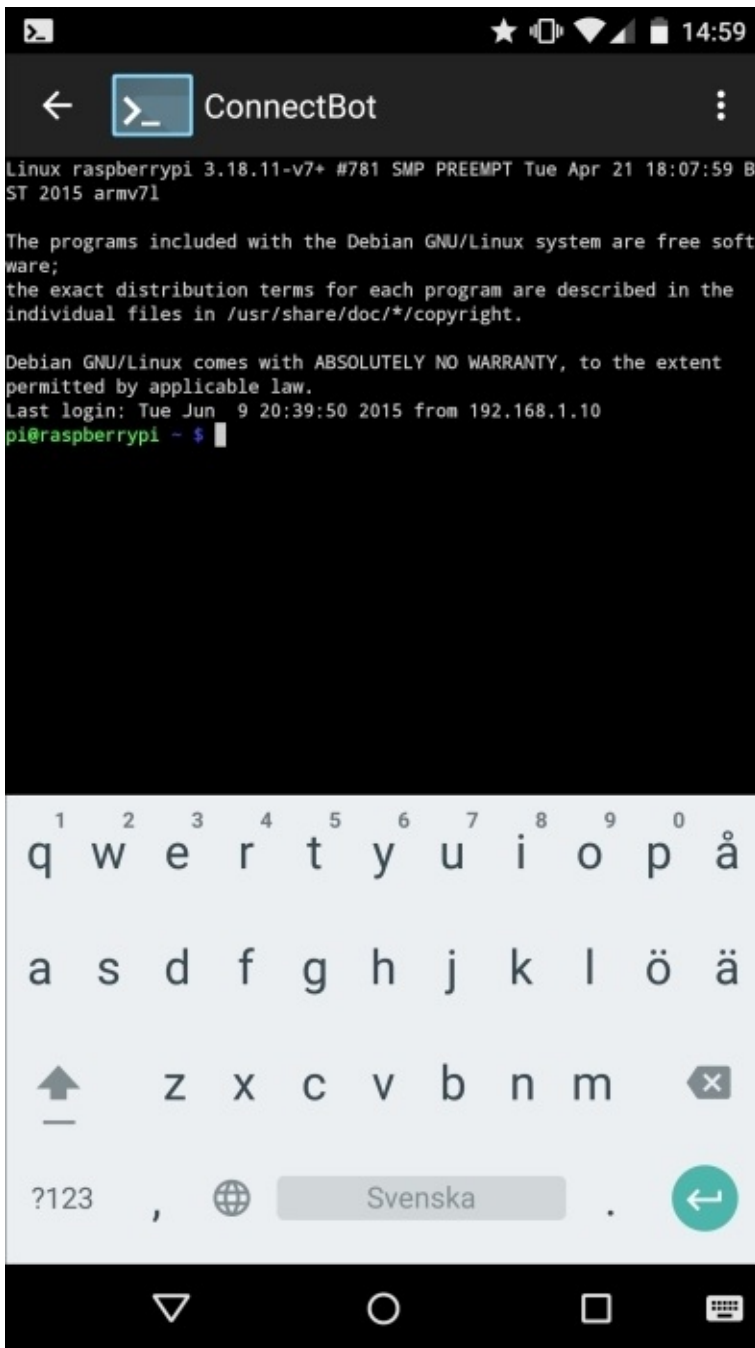 14:59
ConnectBot
Linux raspberrypi 3.18.11-v7+ #781 SMP PREEMPT Tue Apr 21 18:07:59 B
ST 2015 armv7l
The programs included with the Debian GNU/Linux system are free soft
ware;
the exact distribution terms for each program are described in the
individual files in /usr/share/doc/*/copyright.
Debian GNU/Linux comes with ABSOLUTELY NO WARRANTY, to the extent
permitted by applicable law.
Last login: Tue Jun  9 20:39:50 2015 from 192.168.1.10
pi@raspberrypi ~ $
1 2 3 4 5 6 7 8 9 0
q w e r t y u i o p å
a s d f g h j k l ö ä
z x c v b n m
?123 , Svenska .